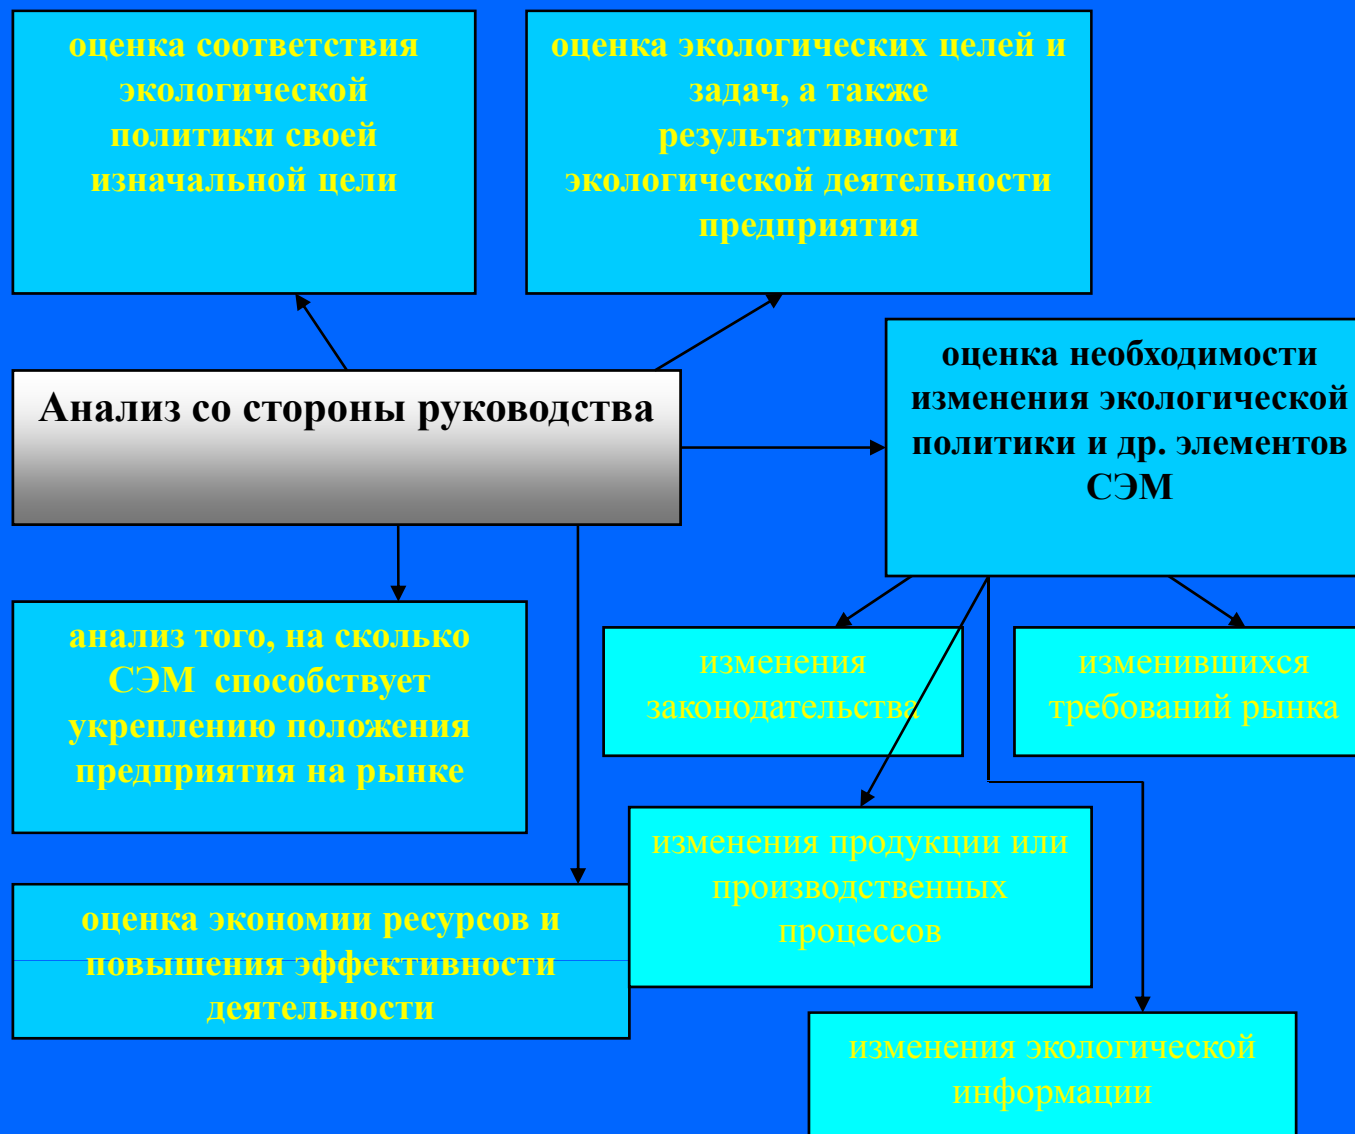 оценка соответствия
экологической
политики своей
изначальной цели
оценка экологических целей и
задач, а также
результативности
экологической деятельности
предприятия
Анализ со стороны руководства
оценка необходимости
изменения экологической
политики и др. элементов
СЭМ
анализ того, на сколько
СЭМ  способствует
укреплению положения
предприятия на рынке
изменения
законодательства
изменившихся
требований рынка
изменения продукции или
производственных
процессов
оценка экономии ресурсов и
повышения эффективности
деятельности
изменения экологической
информации